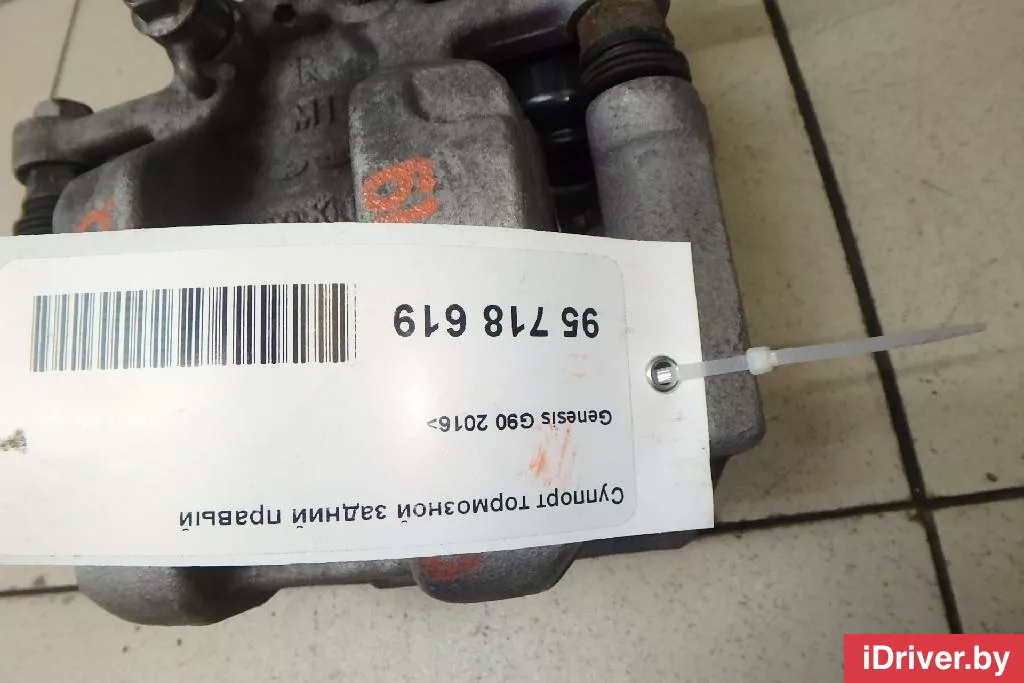 Суппорт тормозной задний правый
Genesis G90 2016>
95 718 619
iDriver.by